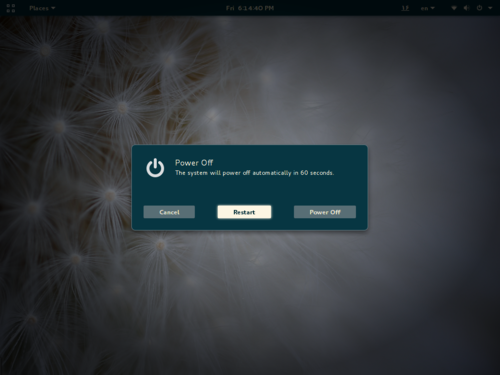 Places
Fri 6:14:40 PM
en
Power Off
The system will power off automatically in 60 seconds.
Cancel
Restart
Power Off